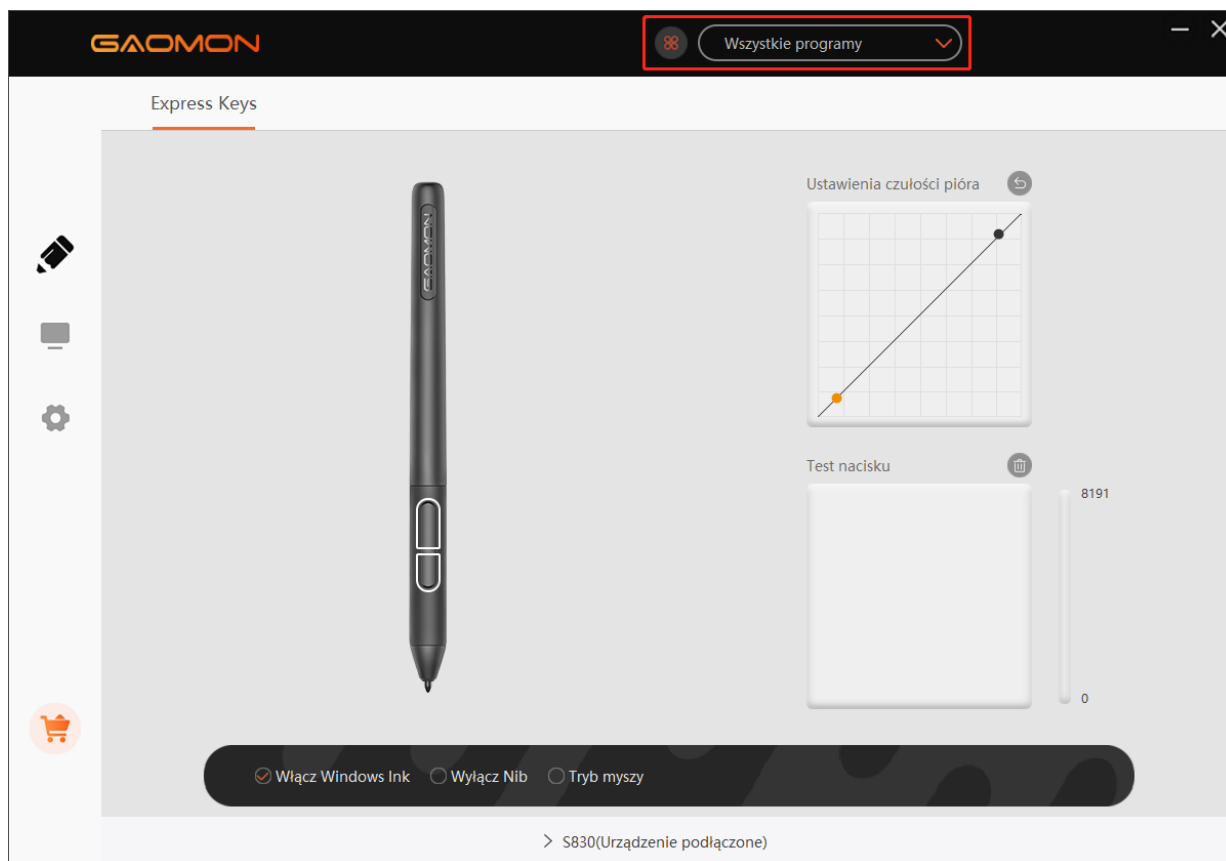 GAOMON
Wszystkie programy
Express Keys
Ustawienia czułości pióra
GAOMON
Test nacisku
8191
0
Włącz Windows Ink
Wyłącz Nib
Tryb myszy
S830(Urządzenie podłączone)